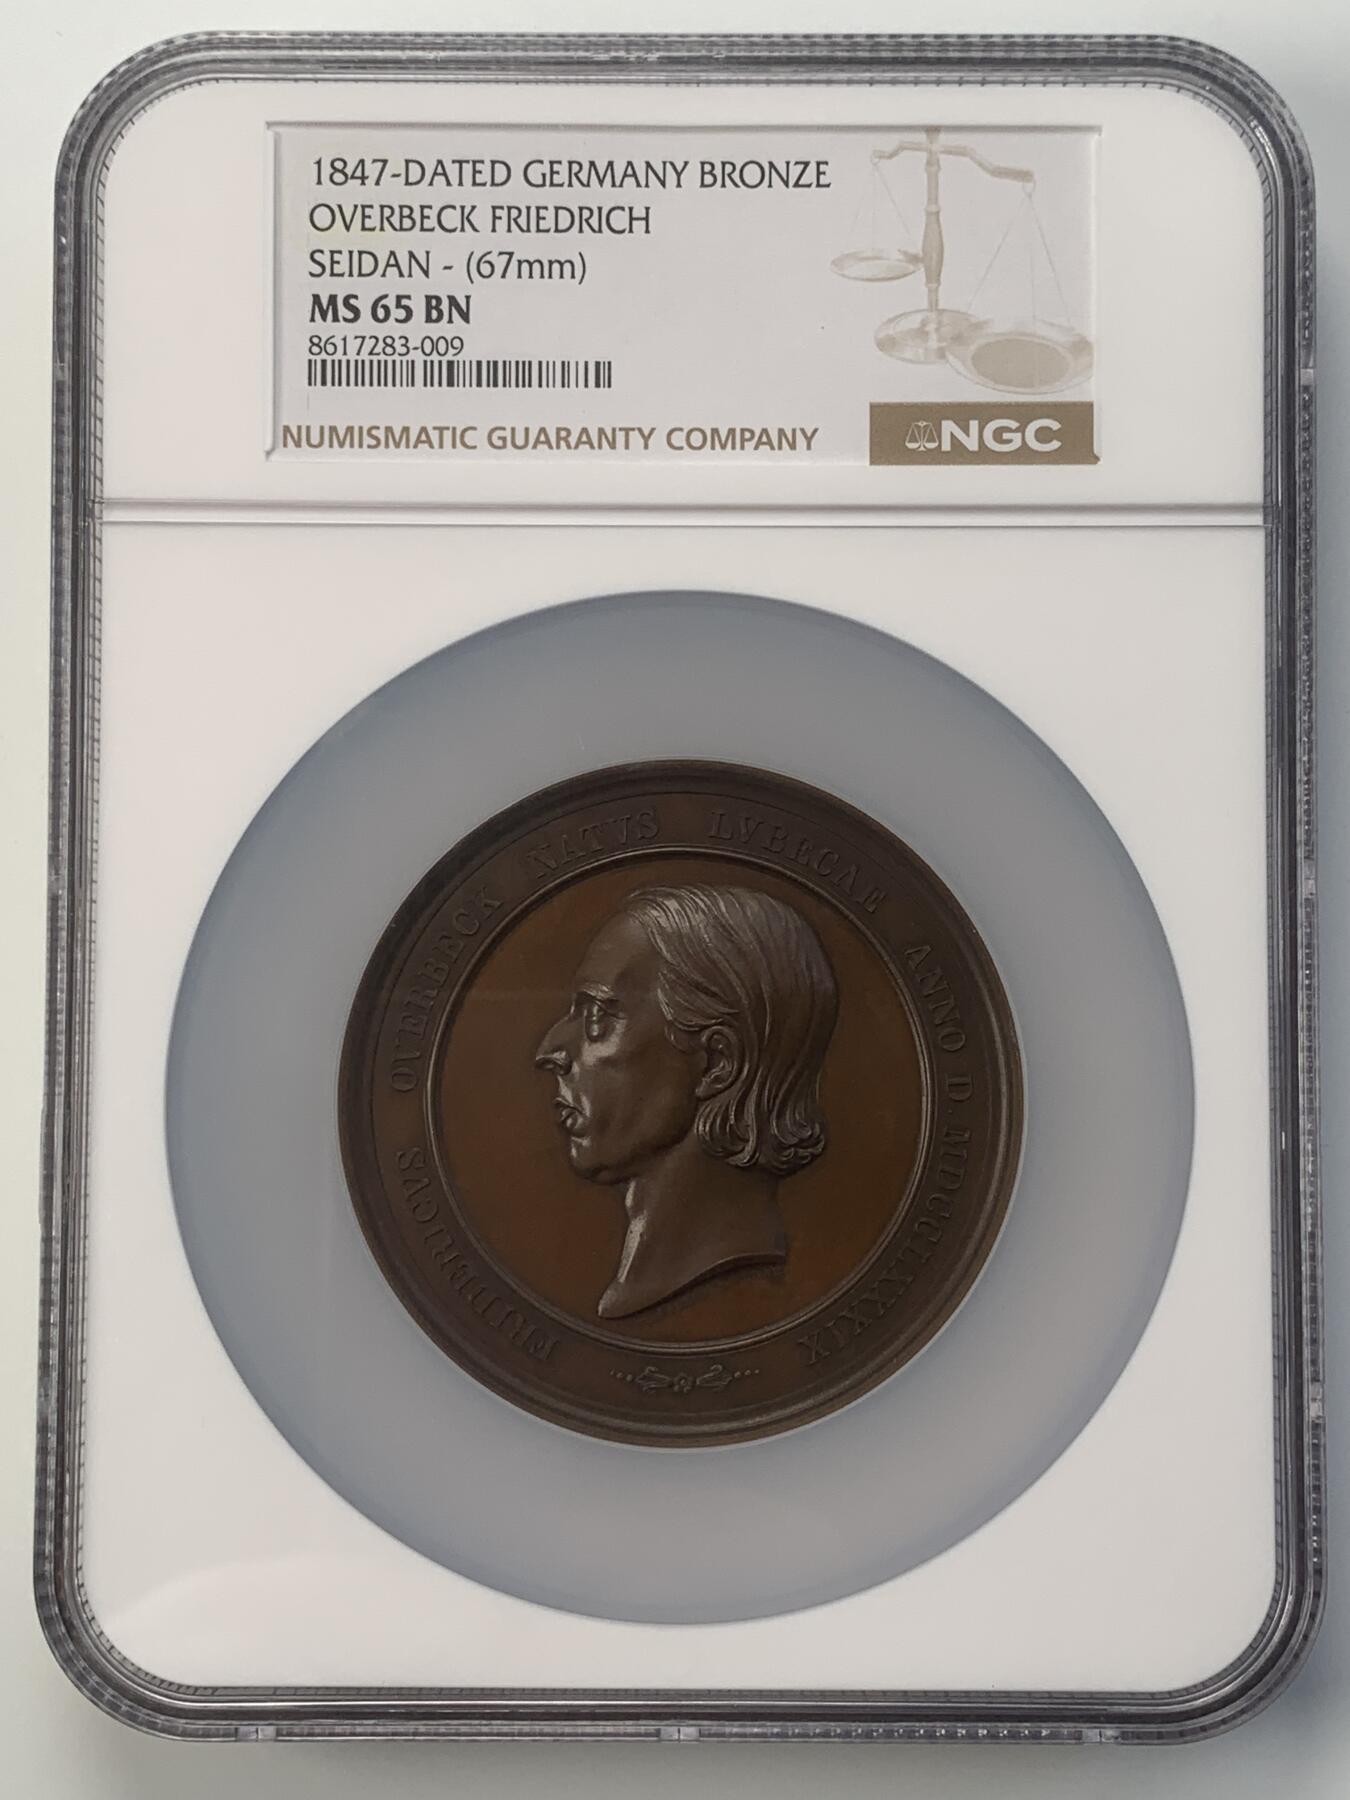 1847-DATED GERMANY BRONZE
OVERBECK FRIEDRICH
SEIDAN - (67mm)
MS 65 BN
8617283-009
NUMISMATIC GUARANTY COMPANY
NGC
FRIDERICVS OVERBECK NATVS LVBECAE ANNO D. MDCCLXXXIX